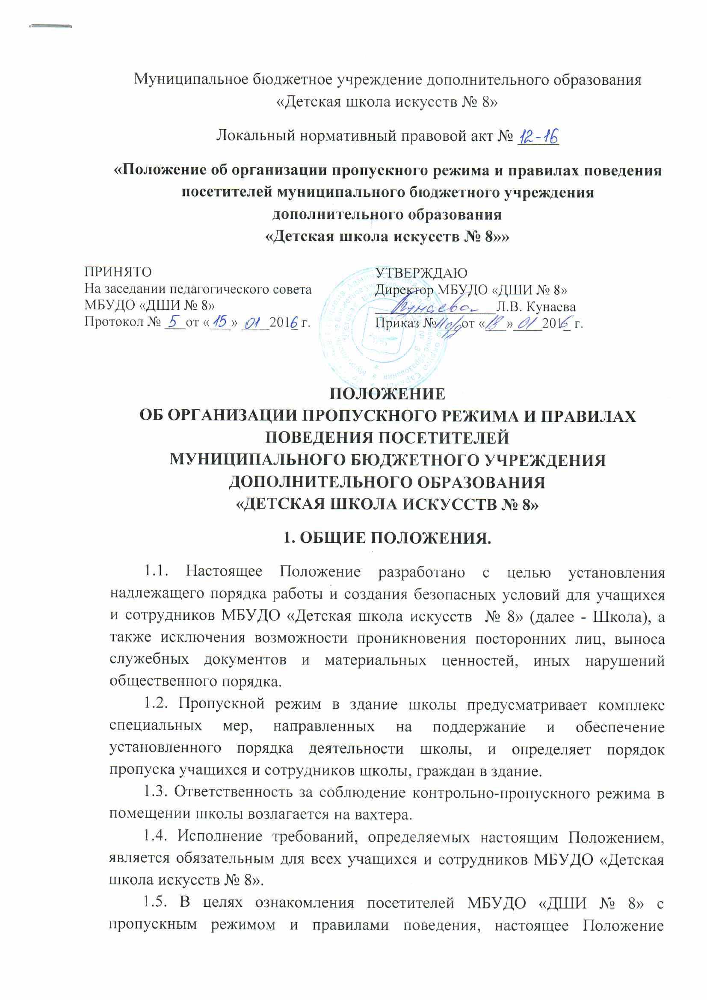 Муниципальное бюджетное учреждение дополнительного образования
«Детская школа искусств № 8»
Локальный нормативный правовой акт № 12-16
«Положение об организации пропускного режима и правилах поведения
посетителей муниципального бюджетного учреждения
дополнительного образования
«Детская школа искусств № 8»»
ПРИНЯТО
На заседании педагогического совета
МБУДО «ДШИ № 8»
Протокол № 5 от «15» 01 2016 г.
УТВЕРЖДАЮ
Директор МБУДО «ДШИ № 8»
Л.В. Кунаева
Приказ № от «18» 01 2016 г.
ПОЛОЖЕНИЕ
ОБ ОРГАНИЗАЦИИ ПРОПУСКНОГО РЕЖИМА И ПРАВИЛАХ
ПОВЕДЕНИЯ ПОСЕТИТЕЛЕЙ
МУНИЦИПАЛЬНОГО БЮДЖЕТНОГО УЧРЕЖДЕНИЯ
ДОПОЛНИТЕЛЬНОГО ОБРАЗОВАНИЯ
«ДЕТСКАЯ ШКОЛА ИСКУССТВ № 8»
1. ОБЩИЕ ПОЛОЖЕНИЯ.
1.1. Настоящее Положение разработано с целью установления
надлежащего порядка работы и создания безопасных условий для учащихся
и сотрудников МБУДО «Детская школа искусств № 8» (далее - Школа), а
также исключения возможности проникновения посторонних лиц, выноса
служебных документов и материальных ценностей, иных нарушений
общественного порядка.
1.2. Пропускной режим в здание школы предусматривает комплекс
специальных мер, направленных на поддержание и обеспечение
установленного порядка деятельности школы, и определяет порядок
пропуска учащихся и сотрудников школы, граждан в здание.
1.3. Ответственность за соблюдение контрольно-пропускного режима в
помещении школы возлагается на вахтера.
1.4. Исполнение требований, определяемых настоящим Положением,
является обязательным для всех учащихся и сотрудников МБУДО «Детская
школа искусств № 8».
1.5. В целях ознакомления посетителей МБУДО «ДШИ № 8» с
пропускным режимом и правилами поведения, настоящее Положение